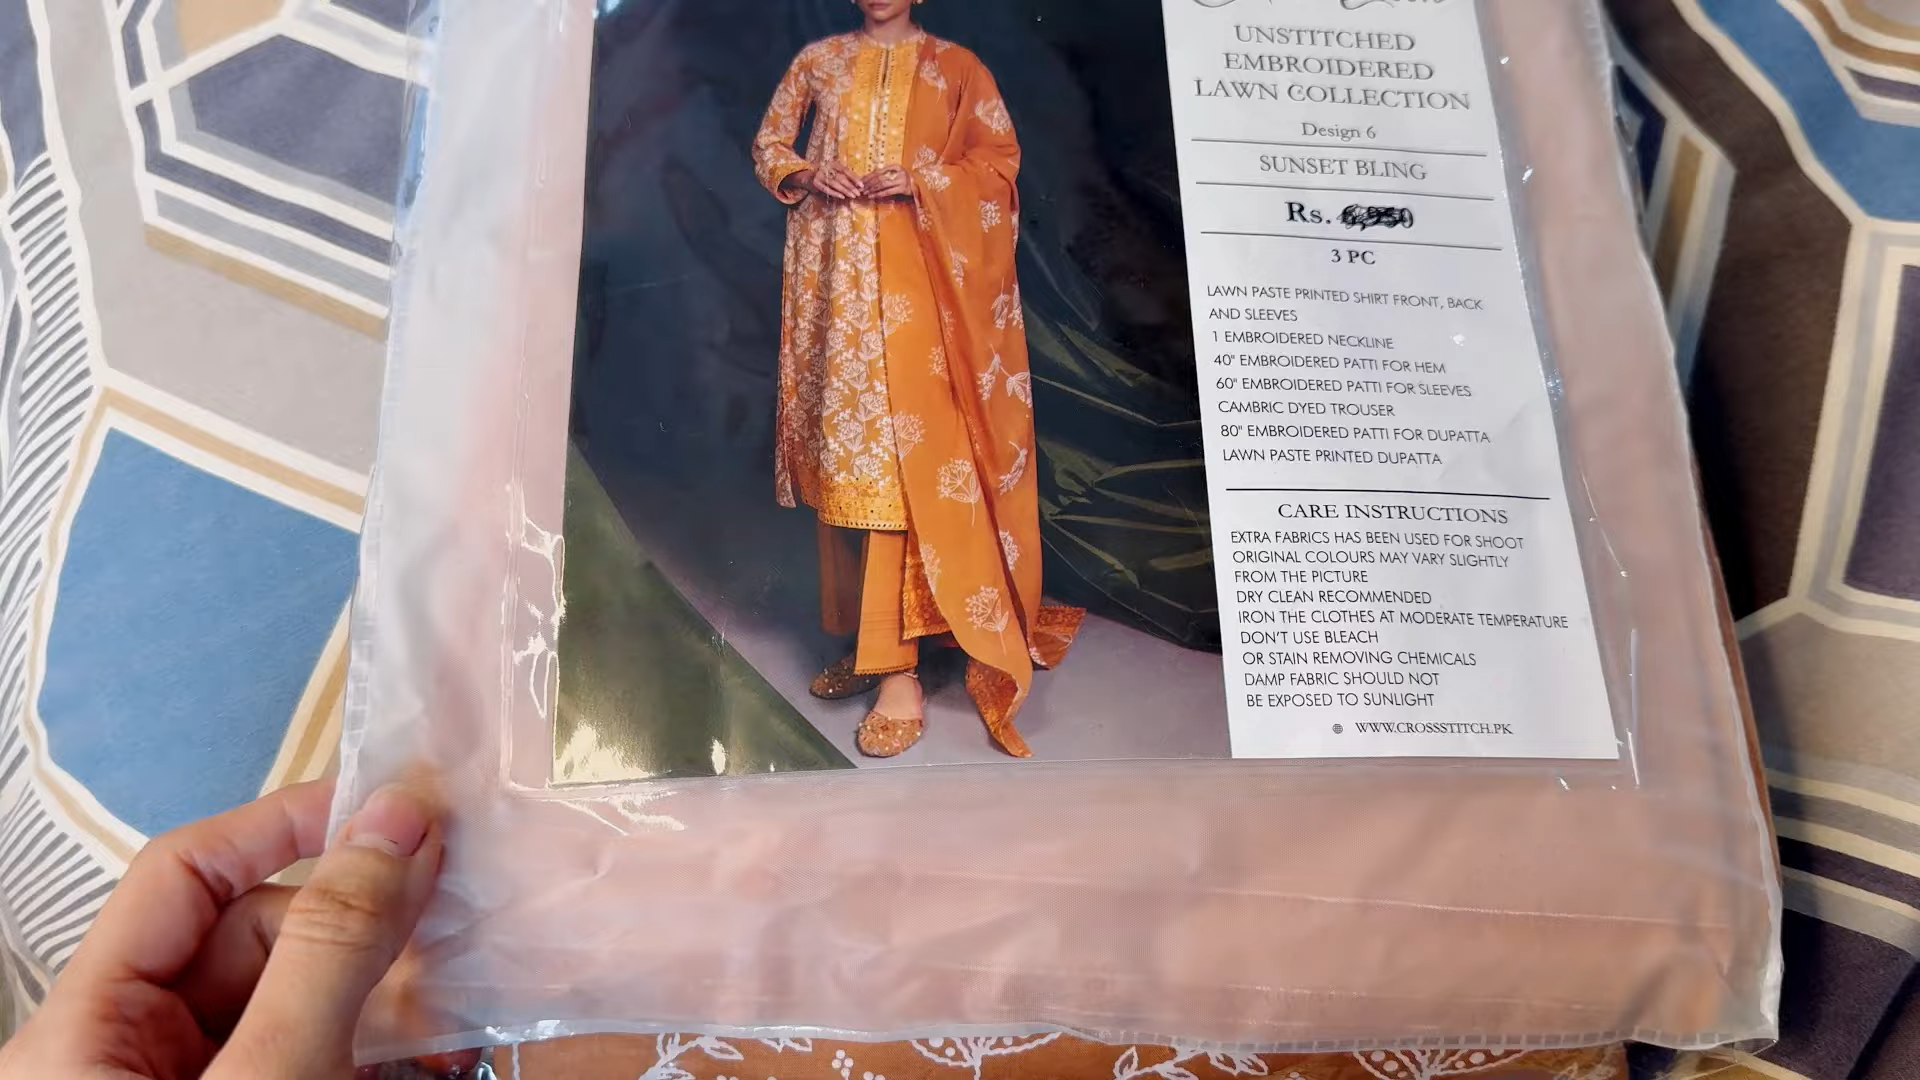 UNSTITCHED
EMBROIDERED
LAWN COLLECTION
Design 6
SUNSET BLING
Rs.
3 PC
LAWN PASTE PRINTED SHIRT FRONT, BACK
AND SLEEVES
1 EMBROIDERED NECKLINE
40" EMBROIDERED PATTI FOR HEM
60" EMBROIDERED PATTI FOR SLEEVES
CAMBRIC DYED TROUSER
80" EMBROIDERED PATTI FOR DUPATTA
LAWN PASTE PRINTED DUPATTA
CARE INSTRUCTIONS
EXTRA FABRICS HAS BEEN USED FOR SHOOT
ORIGINAL COLOURS MAY VARY SLIGHTLY
FROM THE PICTURE
DRY CLEAN RECOMMENDED
IRON THE CLOTHES AT MODERATE TEMPERATURE
DON'T USE BLEACH
OR STAIN REMOVING CHEMICALS
DAMP FABRIC SHOULD NOT
BE EXPOSED TO SUNLIGHT
WWW.CROSSSTITCH.PK